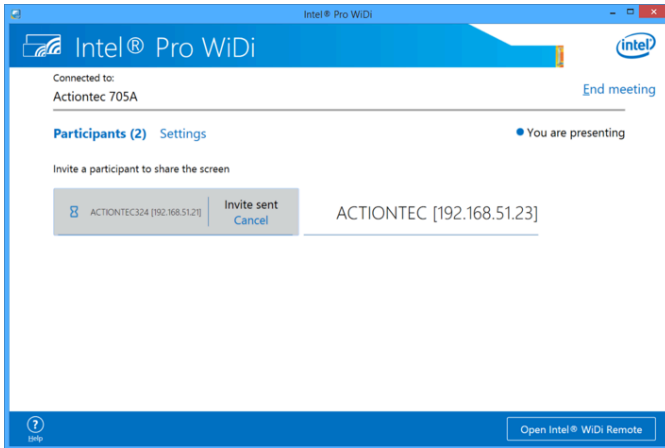 Intel® Pro WiDi
Intel® Pro WiDi
intel
Connected to:
Actiontec 705A
End meeting
Participants (2) Settings
You are presenting
Invite a participant to share the screen
ACTIONTEC324 [192.168.51.21]
Invite sent
Cancel
ACTIONTEC [192.168.51.23]
?
Help
Open Intel® WiDi Remote